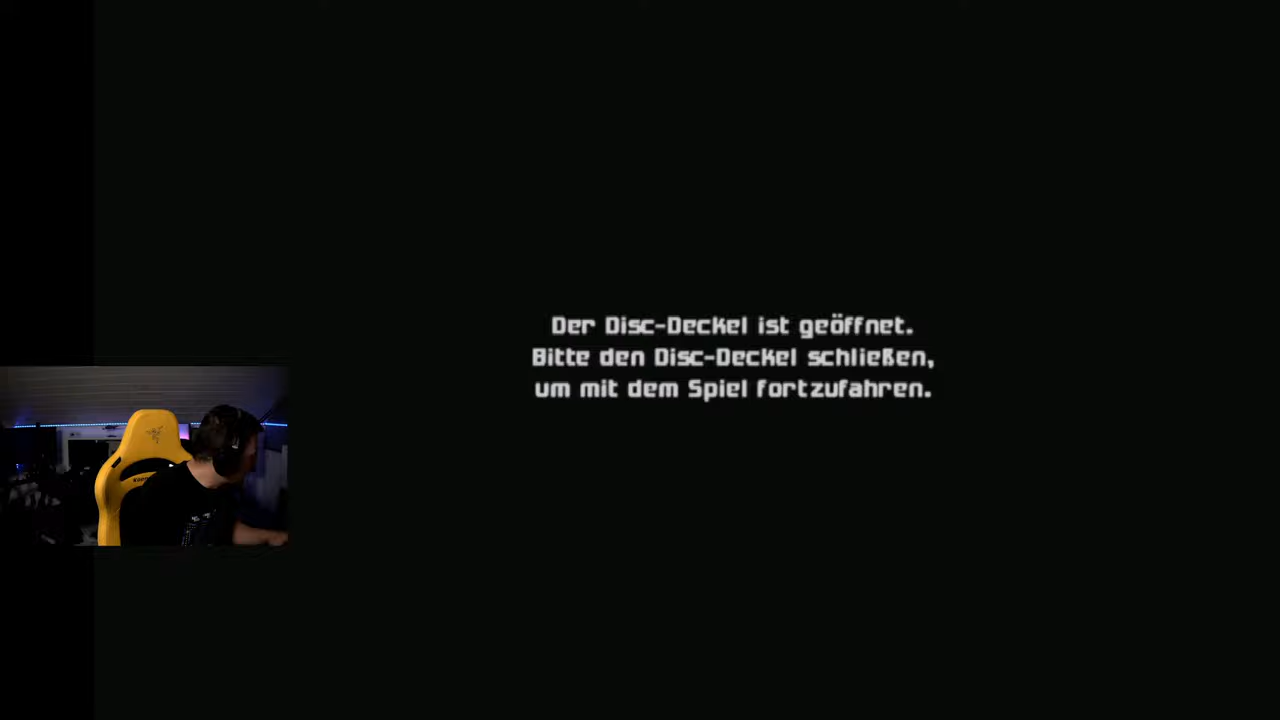 Der Disc-Deckel ist geöffnet.
Bitte den Disc-Deckel schließen,
um mit dem Spiel fortzufahren.